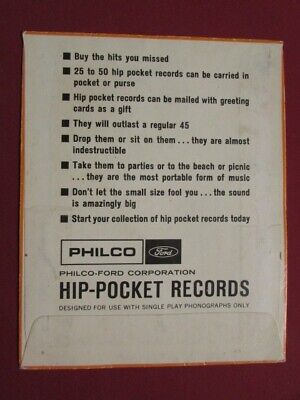 ■ Buy the hits you missed
■ 25 to 50 hip pocket records can be carried in
pocket or purse
■ Hip pocket records can be mailed with greeting
cards as a gift
■ They will outlast a regular 45
■ Drop them or sit on them...they are almost
indestructible
■ Take them to parties or to the beach or picnic
...they are the most portable form of music
■ Don't let the small size fool you...the sound
is amazingly big
■ Start your collection of hip pocket records today
PHILCO Ford
PHILCO-FORD CORPORATION
HIP-POCKET RECORDS
DESIGNED FOR USE WITH SINGLE PLAY PHONOGRAPHS ONLY